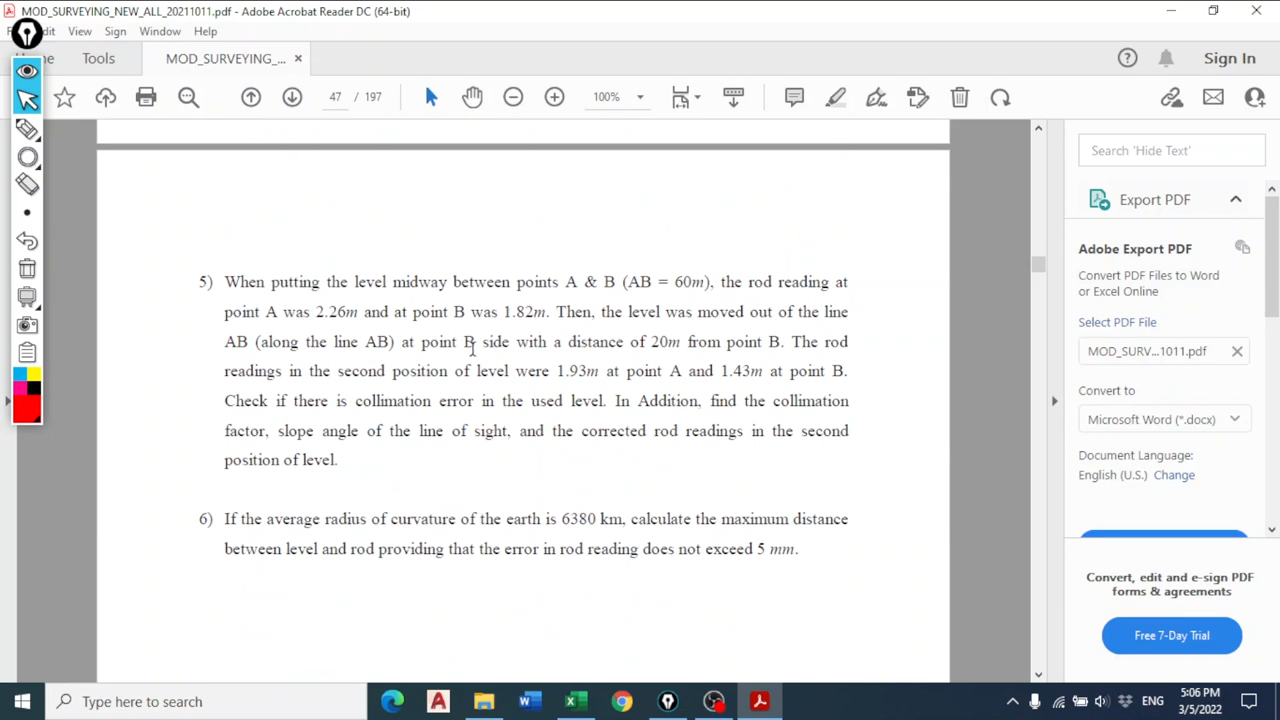 MOD_SURVEYING_NEW_ALL_20211011.pdf - Adobe Acrobat Reader DC (64-bit)
View Sign Window Help
Tools
MOD_SURVEYING_... ×
Sign In
47 / 197
100%
Search 'Hide Text'
Export PDF
Adobe Export PDF
Convert PDF Files to Word
or Excel Online
Select PDF File
MOD_SURV...1011.pdf
Convert to
Microsoft Word (*.docx)
Document Language:
English (U.S.) Change
Convert, edit and e-sign PDF
forms & agreements
Free 7-Day Trial
5) When putting the level midway between points A & B (AB = 60m), the rod reading at
point A was 2.26m and at point B was 1.82m. Then, the level was moved out of the line
AB (along the line AB) at point B side with a distance of 20m from point B. The rod
readings in the second position of level were 1.93m at point A and 1.43m at point B.
Check if there is collimation error in the used level. In Addition, find the collimation
factor, slope angle of the line of sight, and the corrected rod readings in the second
position of level.
6) If the average radius of curvature of the earth is 6380 km, calculate the maximum distance
between level and rod providing that the error in rod reading does not exceed 5 mm.
Type here to search
ENG
5:06 PM
3/5/2022